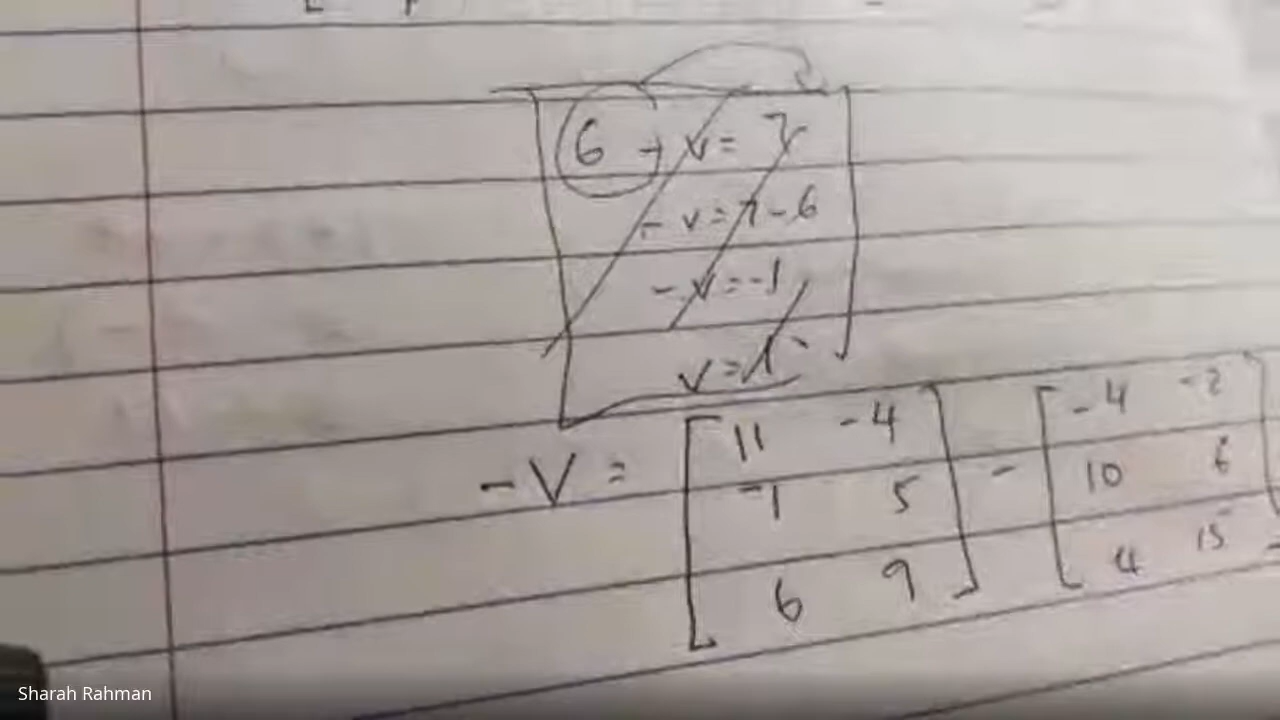 6 - v = 7
- v = 7 - 6
- v = -1
v = 1
- V = [ 11 -4 ] - [ -4 -2 ]
-1 5 10 6
6 9 4 15
Sharah Rahman